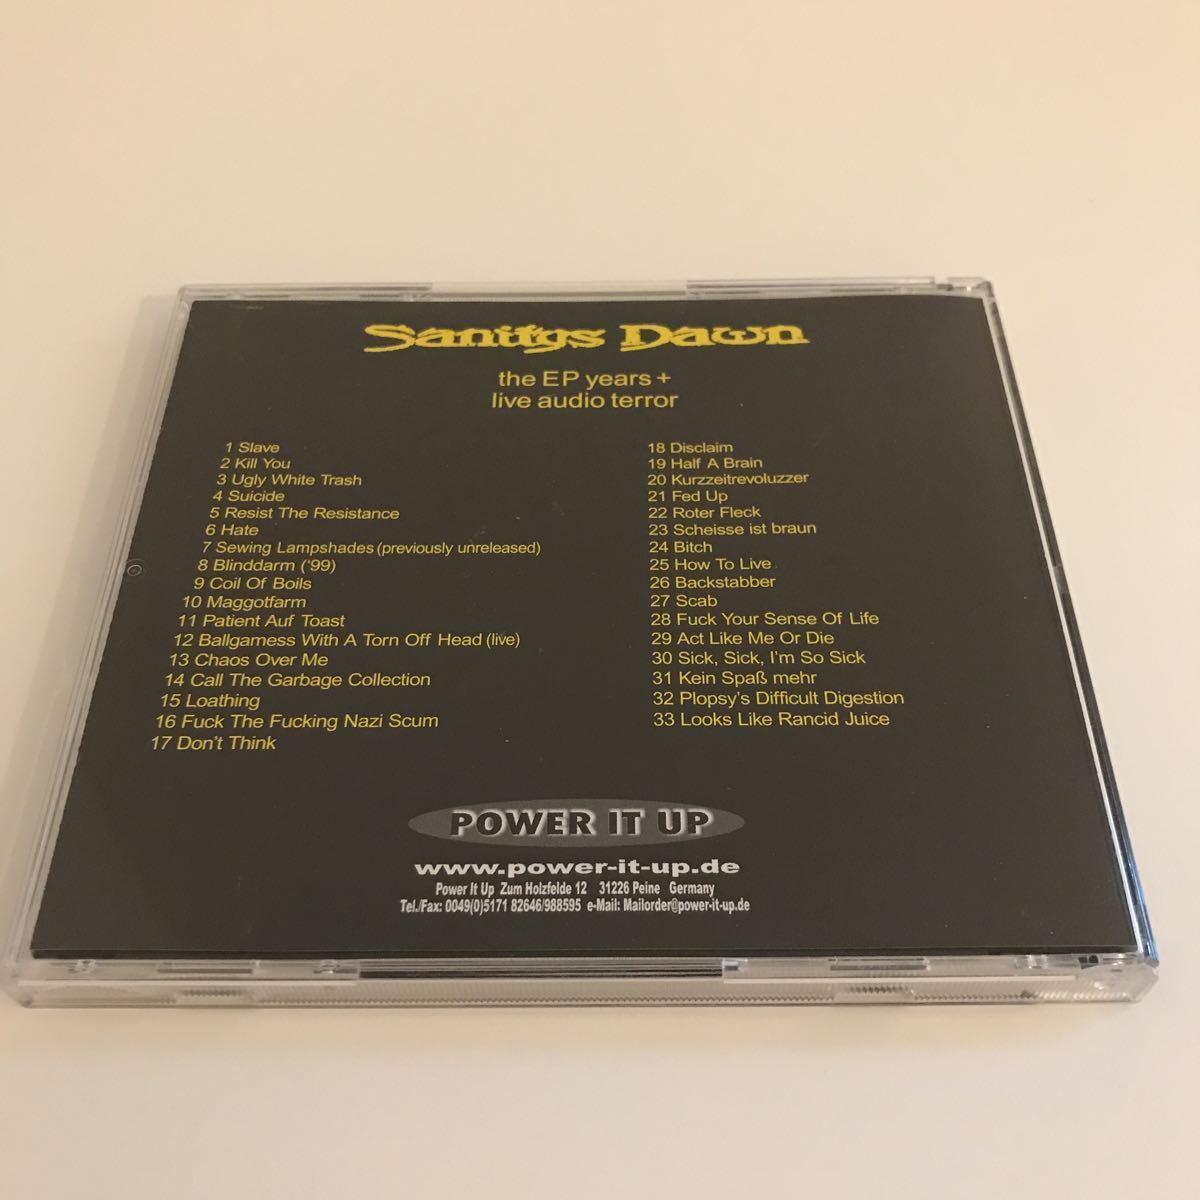 Sanitys Dawn
the EP years +
live audio terror
1 Slave
2 Kill You
3 Ugly White Trash
4 Suicide
5 Resist The Resistance
6 Hate
7 Sewing Lampshades (previously unreleased)
8 Blinddarm ('99)
9 Coil Of Boils
10 Maggotfarm
11 Patient Auf Toast
12 Ballgamess With A Torn Off Head (live)
13 Chaos Over Me
14 Call The Garbage Collection
15 Loathing
16 Fuck The Fucking Nazi Scum
17 Don't Think
18 Disclaim
19 Half A Brain
20 Kurzzeitrevoluzzer
21 Fed Up
22 Roter Fleck
23 Scheisse ist braun
24 Bitch
25 How To Live
26 Backstabber
27 Scab
28 Fuck Your Sense Of Life
29 Act Like Me Or Die
30 Sick, Sick, I'm So Sick
31 Kein Spaß mehr
32 Plopsy's Difficult Digestion
33 Looks Like Rancid Juice
POWER IT UP
www.power-it-up.de
Power It Up Zum Holzfelde 12 31226 Peine Germany
Tel./Fax: 0049(0)5171 82646/988595 e-Mail: Mailorder@power-it-up.de